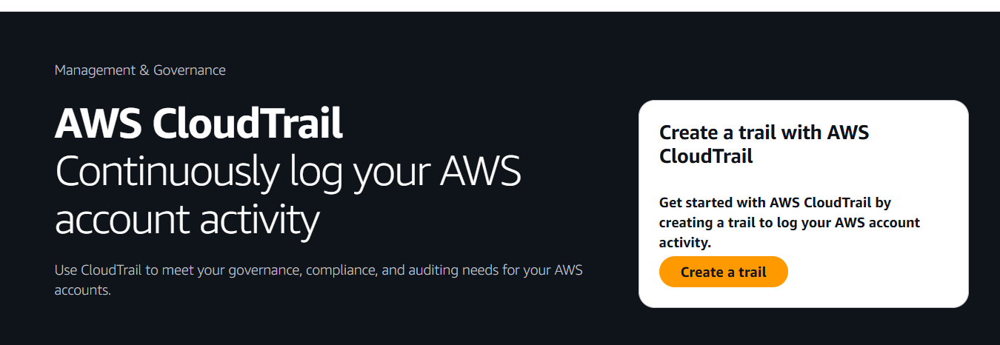 Management & Governance
AWS CloudTrail
Continuously log your AWS
account activity
Use CloudTrail to meet your governance, compliance, and auditing needs for your AWS
accounts.
Create a trail with AWS
CloudTrail
Get started with AWS CloudTrail by
creating a trail to log your AWS account
activity.
Create a trail